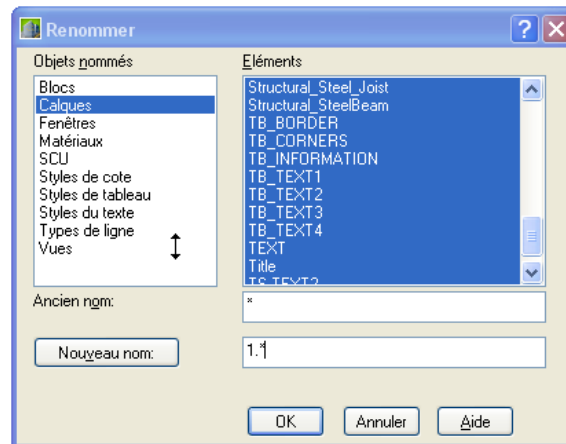 Renommer
Objets nommés
Eléments
Blocs
Calques
Fenêtres
Matériaux
SCU
Styles de cote
Styles de tableau
Styles du texte
Types de ligne
Vues
Structural_Steel_Joist
Structural_SteelBeam
TB_BORDER
TB_CORNERS
TB_INFORMATION
TB_TEXT1
TB_TEXT2
TB_TEXT3
TB_TEXT4
TEXT
Title
TS-TEXT2
Ancien nom:
*
Nouveau nom:
1.*
OK
Annuler
Aide